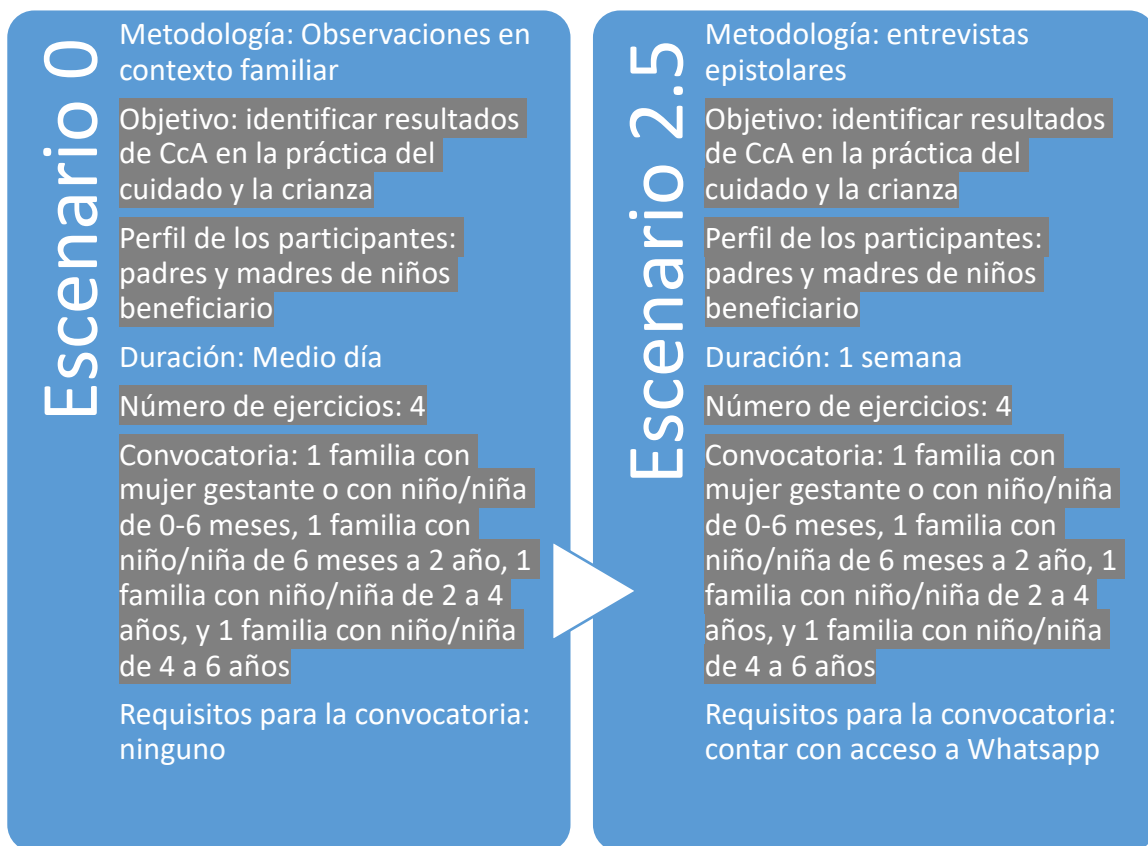 Escenario 0
Metodología: Observaciones en
contexto familiar
Objetivo: identificar resultados
de CcA en la práctica del
cuidado y la crianza
Perfil de los participantes:
padres y madres de niños
beneficiario
Duración: Medio día
Número de ejercicios: 4
Convocatoria: 1 familia con
mujer gestante o con niño/niña
de 0-6 meses, 1 familia con
niño/niña de 6 meses a 2 año, 1
familia con niño/niña de 2 a 4
años, y 1 familia con niño/niña
de 4 a 6 años
Requisitos para la convocatoria:
ninguno
Escenario 2.5
Metodología: entrevistas
epistolares
Objetivo: identificar resultados
de CcA en la práctica del
cuidado y la crianza
Perfil de los participantes:
padres y madres de niños
beneficiario
Duración: 1 semana
Número de ejercicios: 4
Convocatoria: 1 familia con
mujer gestante o con niño/niña
de 0-6 meses, 1 familia con
niño/niña de 6 meses a 2 año, 1
familia con niño/niña de 2 a 4
años, y 1 familia con niño/niña
de 4 a 6 años
Requisitos para la convocatoria:
contar con acceso a Whatsapp